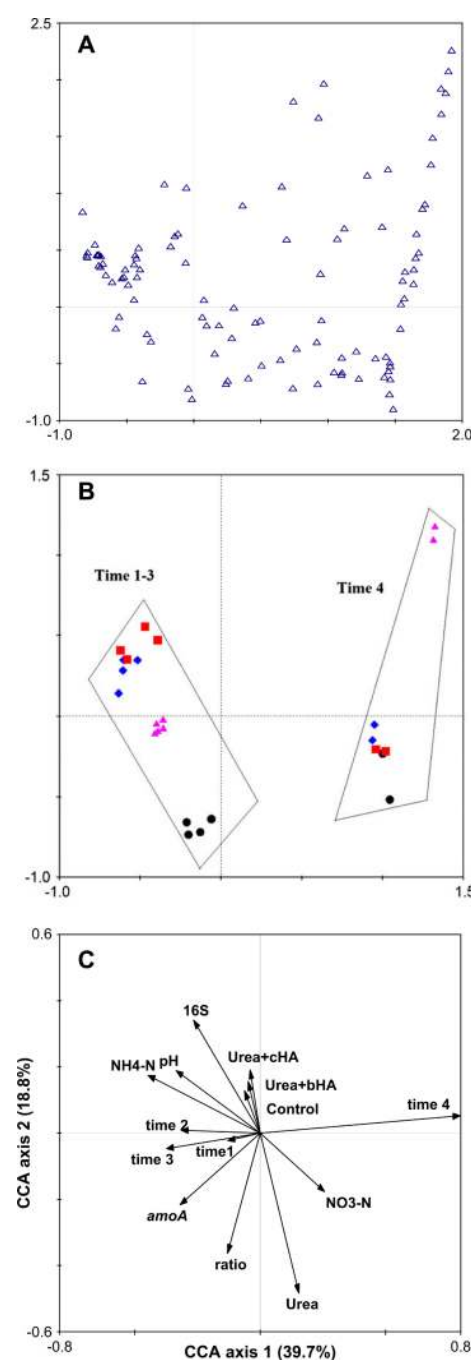 2.5
A
-1.0
-1.0
2.0
1.5
B
Time 1-3
Time 4
-1.0
-1.0
1.5
0.6
C
16S
Urea+cHA
NH4-N
pH
Urea+bHA
Control
time 4
time 2
time1
time 3
NO3-N
amoA
ratio
Urea
CCA axis 2 (18.8%)
-0.6
-0.8
CCA axis 1 (39.7%)
0.8